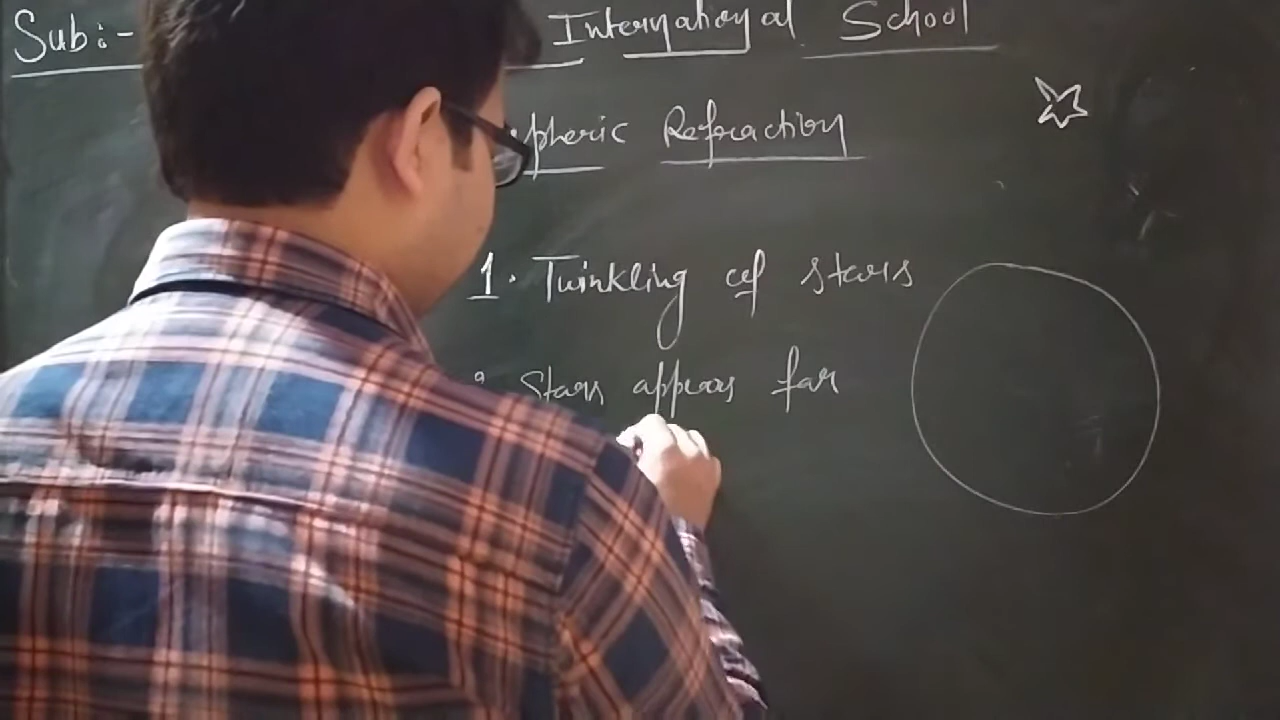 Sub:- International School
pheric Refraction
1. Twinkling of stars
Stars appears far